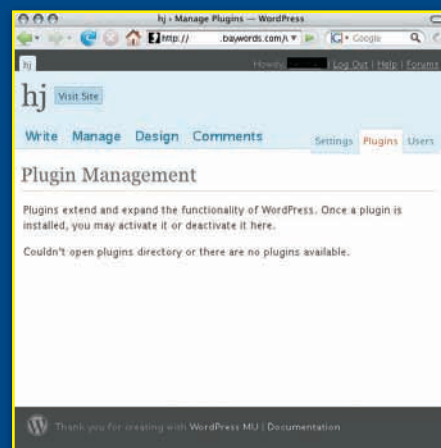 hj › Manage Plugins — WordPress
http:// .baywords.com/
Google
hj
Howdy, Log Out | Help | Forums
hj Visit Site
Write Manage Design Comments Settings Plugins Users
Plugin Management
Plugins extend and expand the functionality of WordPress. Once a plugin is
installed, you may activate it or deactivate it here.
Couldn't open plugins directory or there are no plugins available.
Thank you for creating with WordPress MU | Documentation